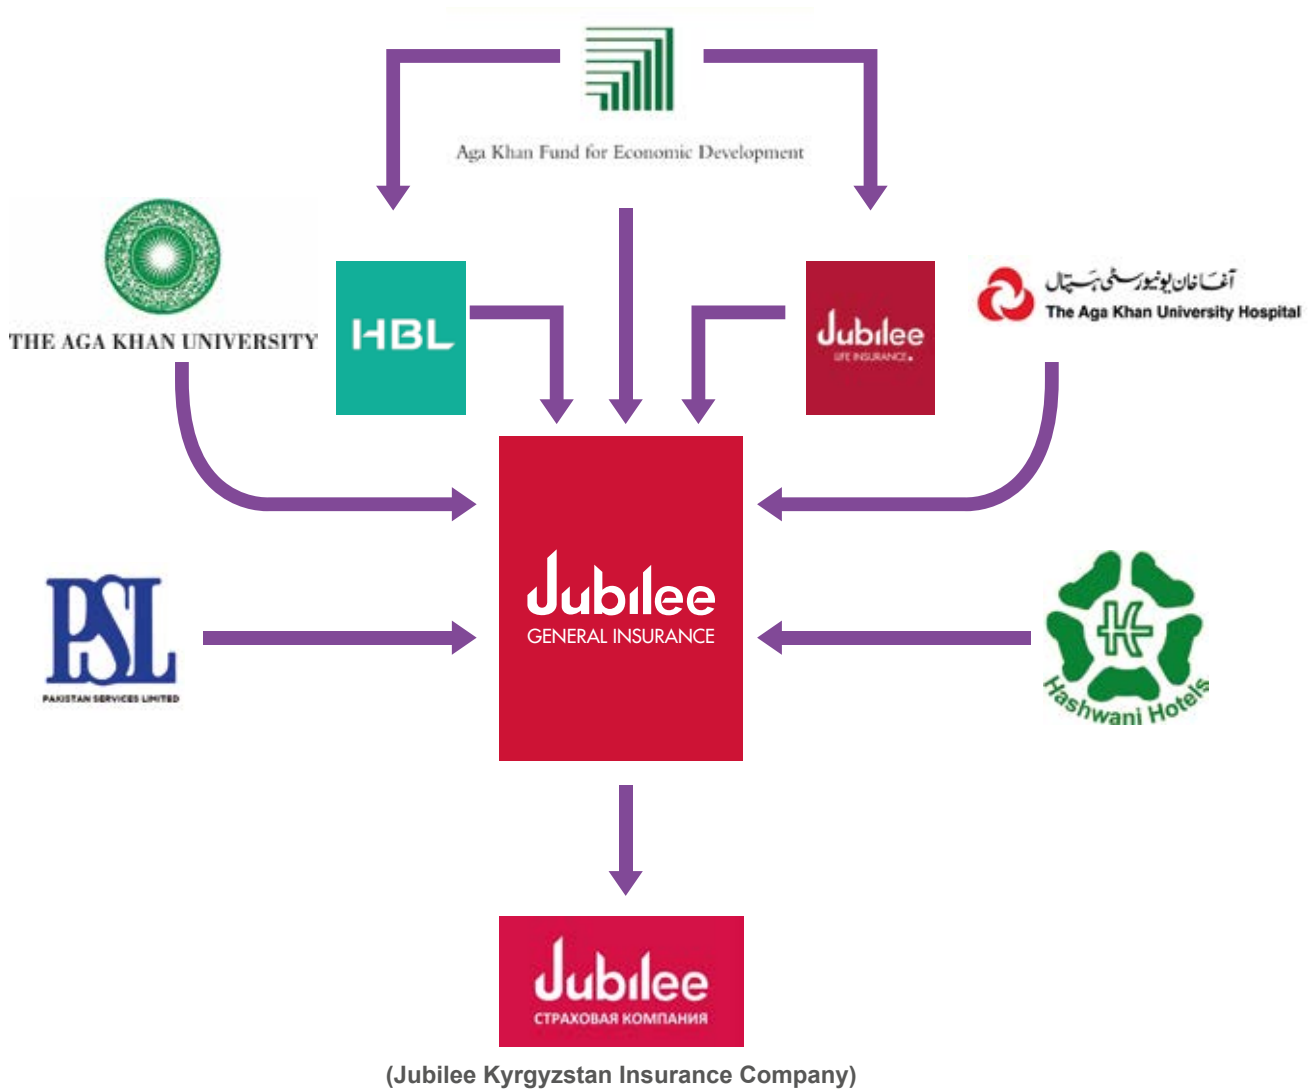 Aga Khan Fund for Economic Development
THE AGA KHAN UNIVERSITY
HBL
Jubilee
LIFE INSURANCE
آغا خان یونیورسٹی ہسپتال
The Aga Khan University Hospital
Jubilee
GENERAL INSURANCE
PSL
PAKISTAN SERVICES LIMITED
H
Hashwani Hotels
Jubilee
СТРАХОВАЯ КОМПАНИЯ
(Jubilee Kyrgyzstan Insurance Company)